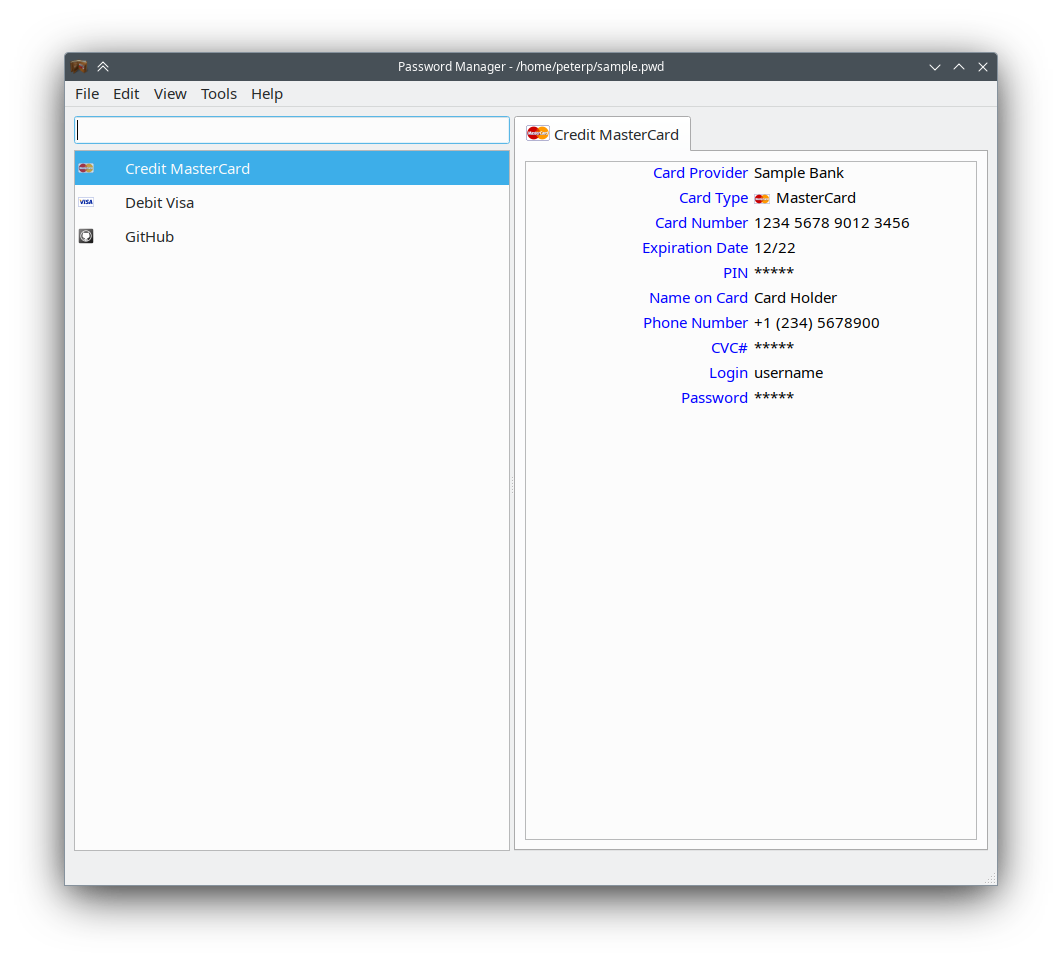 Password Manager - /home/peterp/sample.pwd
File Edit View Tools Help
Credit MasterCard
Debit Visa
GitHub
Credit MasterCard
Card Provider Sample Bank
Card Type MasterCard
Card Number 1234 5678 9012 3456
Expiration Date 12/22
PIN *****
Name on Card Card Holder
Phone Number +1 (234) 5678900
CVC# *****
Login username
Password *****